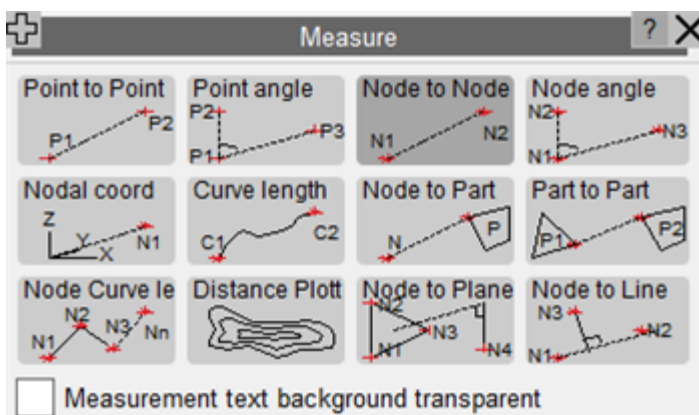 Measure ?
Point to Point Point angle Node to Node Node angle
P1 P2 P2 P1 P3 N1 N2 N2 N1 N3
Nodal coord Curve length Node to Part Part to Part
Z Y X N1 C1 C2 N P P1 P2
Node Curve le Distance Plott Node to Plane Node to Line
N1 N2 N3 Nn N2 N1 N3 N4 N3 N1 N2
Measurement text background transparent